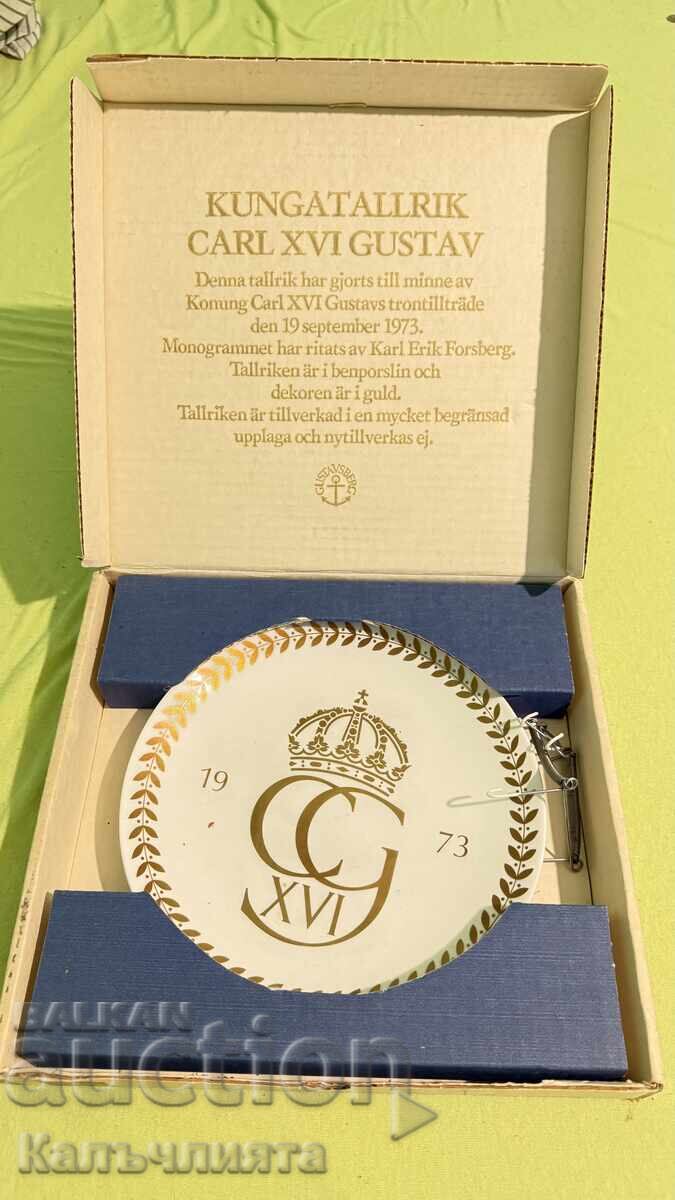 KUNGATALLRIK
CARL XVI GUSTAV
Denna tallrik har gjorts till minne av
Konung Carl XVI Gustavs trontillträde
den 19 september 1973.
Monogrammet har ritats av Karl Erik Forsberg.
Tallriken är i benporslin och
dekoren är i guld.
Tallriken är tillverkad i en mycket begränsad
upplaga och nytillverkas ej.
GUSTAVSBERG
19
73
CG
XVI
BALKAN
auction
Калъчлията